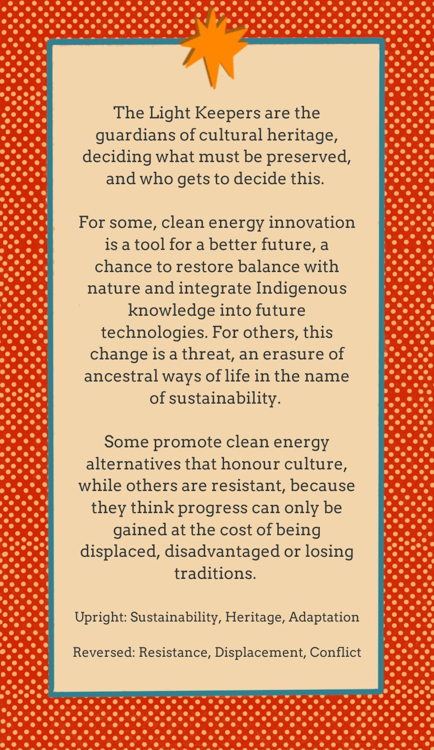 The Light Keepers are the
guardians of cultural heritage,
deciding what must be preserved,
and who gets to decide this.
For some, clean energy innovation
is a tool for a better future, a
chance to restore balance with
nature and integrate Indigenous
knowledge into future
technologies. For others, this
change is a threat, an erasure of
ancestral ways of life in the name
of sustainability.
Some promote clean energy
alternatives that honour culture,
while others are resistant, because
they think progress can only be
gained at the cost of being
displaced, disadvantaged or losing
traditions.
Upright: Sustainability, Heritage, Adaptation
Reversed: Resistance, Displacement, Conflict